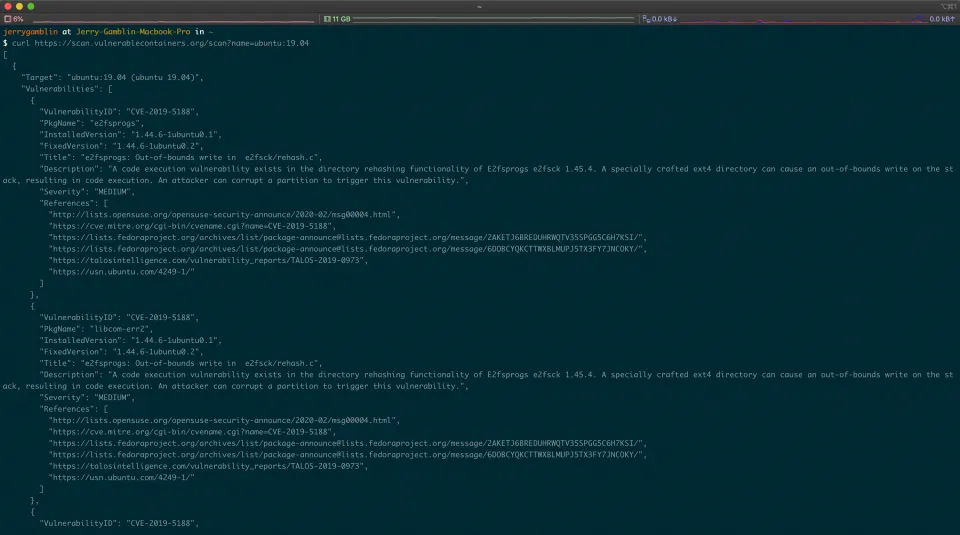 ~
⌥⌘1
6%
11 GB
0.0 kB↓
0.0 kB↑
jerrygamblin at Jerry-Gamblin-Macbook-Pro in ~
$ curl https://scan.vulnerablecontainers.org/scan?name=ubuntu:19.04
[
{
"Target": "ubuntu:19.04 (ubuntu 19.04)",
"Vulnerabilities": [
{
"VulnerabilityID": "CVE-2019-5188",
"PkgName": "e2fsprogs",
"InstalledVersion": "1.44.6-1ubuntu0.1",
"FixedVersion": "1.44.6-1ubuntu0.2",
"Title": "e2fsprogs: Out-of-bounds write in  e2fsck/rehash.c",
"Description": "A code execution vulnerability exists in the directory rehashing functionality of E2fsprogs e2fsck 1.45.4. A specially crafted ext4 directory can cause an out-of-bounds write on the st
ack, resulting in code execution. An attacker can corrupt a partition to trigger this vulnerability.",
"Severity": "MEDIUM",
"References": [
"http://lists.opensuse.org/opensuse-security-announce/2020-02/msg00004.html",
"https://cve.mitre.org/cgi-bin/cvename.cgi?name=CVE-2019-5188",
"https://lists.fedoraproject.org/archives/list/package-announce@lists.fedoraproject.org/message/2AKETJ6BREDUHRWQTV35SPGG5C6H7KSI/",
"https://lists.fedoraproject.org/archives/list/package-announce@lists.fedoraproject.org/message/6DOBCYQKCTTWXBLMUPJ5TX3FY7JNCOKY/",
"https://talosintelligence.com/vulnerability_reports/TALOS-2019-0973",
"https://usn.ubuntu.com/4249-1/"
]
},
{
"VulnerabilityID": "CVE-2019-5188",
"PkgName": "libcom-err2",
"InstalledVersion": "1.44.6-1ubuntu0.1",
"FixedVersion": "1.44.6-1ubuntu0.2",
"Title": "e2fsprogs: Out-of-bounds write in  e2fsck/rehash.c",
"Description": "A code execution vulnerability exists in the directory rehashing functionality of E2fsprogs e2fsck 1.45.4. A specially crafted ext4 directory can cause an out-of-bounds write on the st
ack, resulting in code execution. An attacker can corrupt a partition to trigger this vulnerability.",
"Severity": "MEDIUM",
"References": [
"http://lists.opensuse.org/opensuse-security-announce/2020-02/msg00004.html",
"https://cve.mitre.org/cgi-bin/cvename.cgi?name=CVE-2019-5188",
"https://lists.fedoraproject.org/archives/list/package-announce@lists.fedoraproject.org/message/2AKETJ6BREDUHRWQTV35SPGG5C6H7KSI/",
"https://lists.fedoraproject.org/archives/list/package-announce@lists.fedoraproject.org/message/6DOBCYQKCTTWXBLMUPJ5TX3FY7JNCOKY/",
"https://talosintelligence.com/vulnerability_reports/TALOS-2019-0973",
"https://usn.ubuntu.com/4249-1/"
]
},
{
"VulnerabilityID": "CVE-2019-5188",